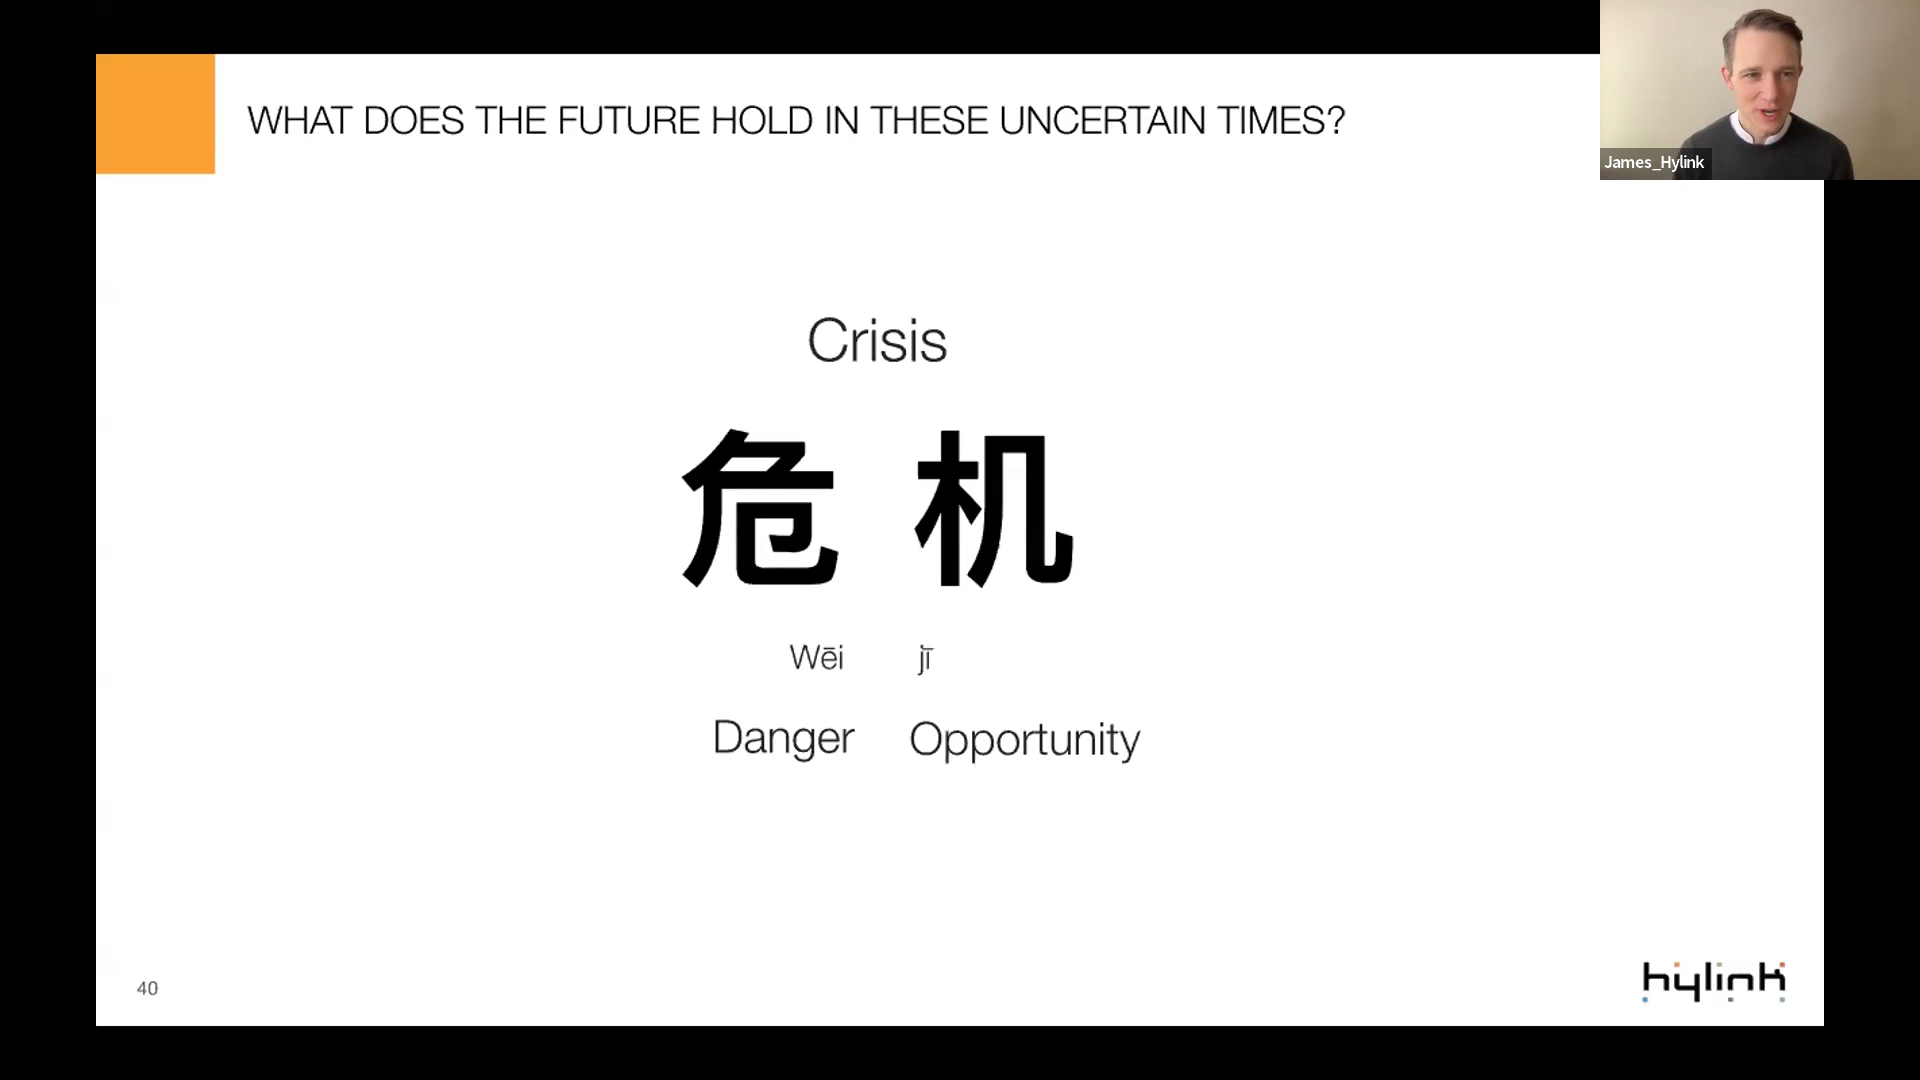 WHAT DOES THE FUTURE HOLD IN THESE UNCERTAIN TIMES?
James_Hylink
Crisis
危 机
Wēi jī
Danger Opportunity
40
hylink